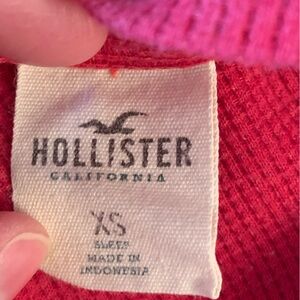 HOLLISTER
CALIFORNIA
XS
SLEEP
MADE IN
INDONESIA